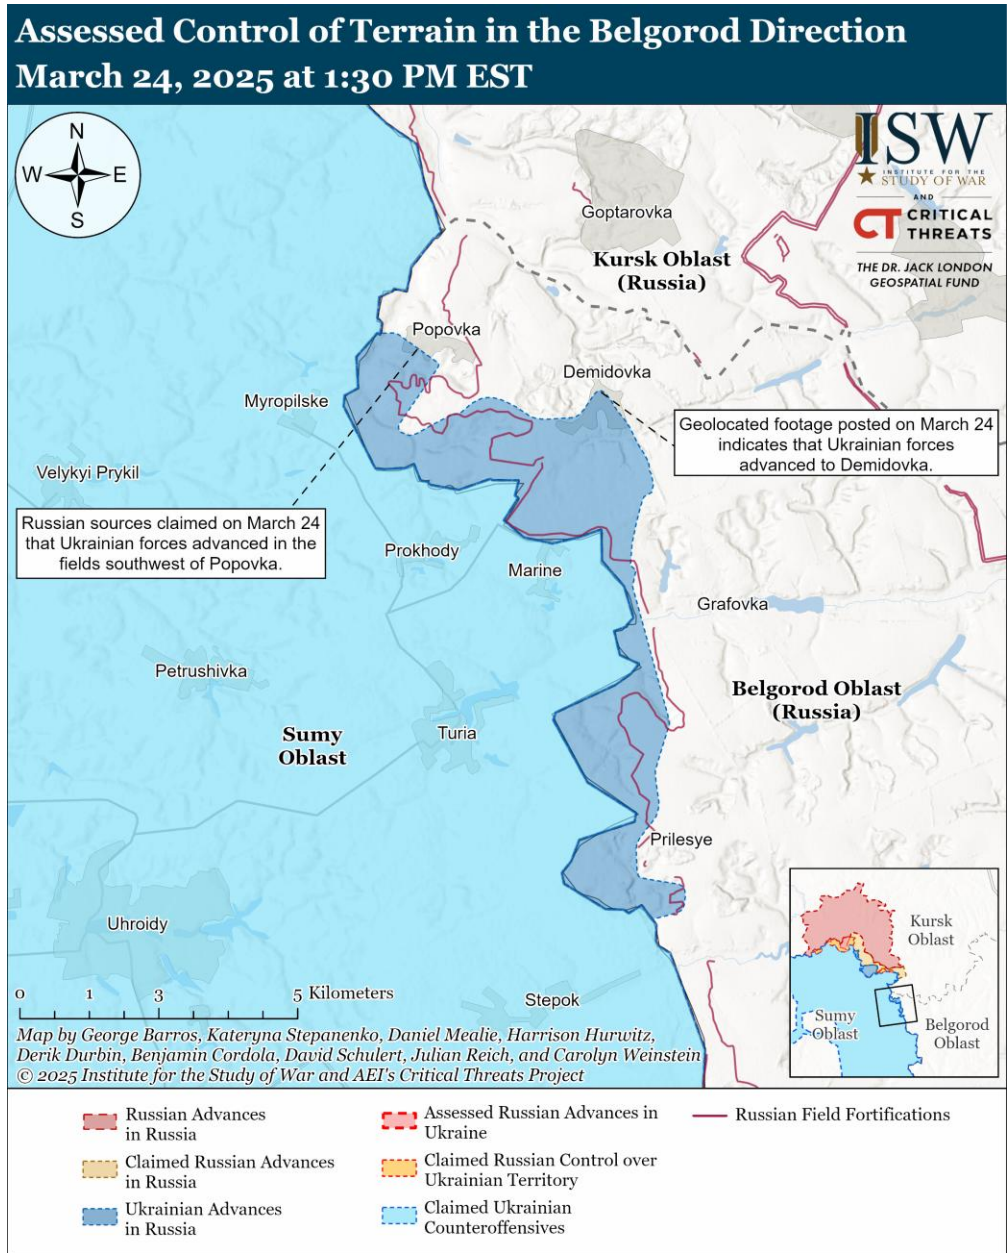 Assessed Control of Terrain in the Belgorod Direction
March 24, 2025 at 1:30 PM EST
N
W E
S
ISW
INSTITUTE FOR THE
STUDY OF WAR
AND
CT CRITICAL
THREATS
THE DR. JACK LONDON
GEOSPATIAL FUND
Goptarovka
Kursk Oblast
(Russia)
Popovka
Demidovka
Myropilske
Geolocated footage posted on March 24
indicates that Ukrainian forces
advanced to Demidovka.
Velykyi Prykil
Russian sources claimed on March 24
that Ukrainian forces advanced in the
fields southwest of Popovka.
Prokhody
Marine
Grafovka
Petrushivka
Belgorod Oblast
(Russia)
Sumy
Oblast
Turia
Prilesye
Uhroidy
Stepok
Kursk
Oblast
Sumy
Oblast
Belgorod
Oblast
0 1 3 5 Kilometers
Map by George Barros, Kateryna Stepanenko, Daniel Mealie, Harrison Hurwitz,
Derik Durbin, Benjamin Cordola, David Schulert, Julian Reich, and Carolyn Weinstein
© 2025 Institute for the Study of War and AEI's Critical Threats Project
Russian Advances
in Russia
Claimed Russian Advances
in Russia
Ukrainian Advances
in Russia
Assessed Russian Advances in
Ukraine
Claimed Russian Control over
Ukrainian Territory
Claimed Ukrainian
Counteroffensives
Russian Field Fortifications